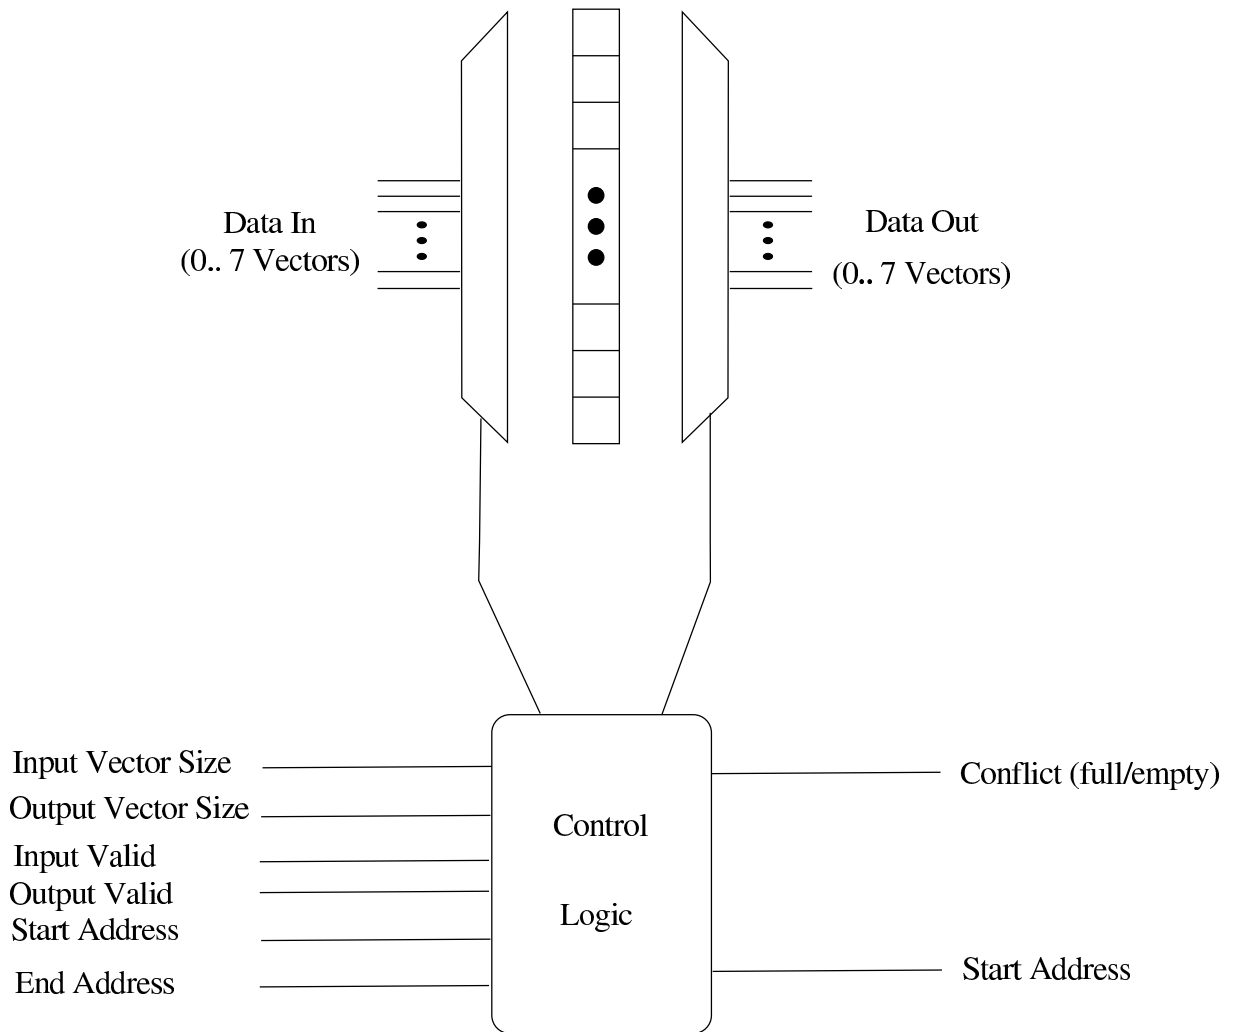 Data In
(0.. 7 Vectors)
Data Out
(0.. 7 Vectors)
Input Vector Size
Output Vector Size
Input Valid
Output Valid
Start Address
End Address
Control
Logic
Conflict (full/empty)
Start Address